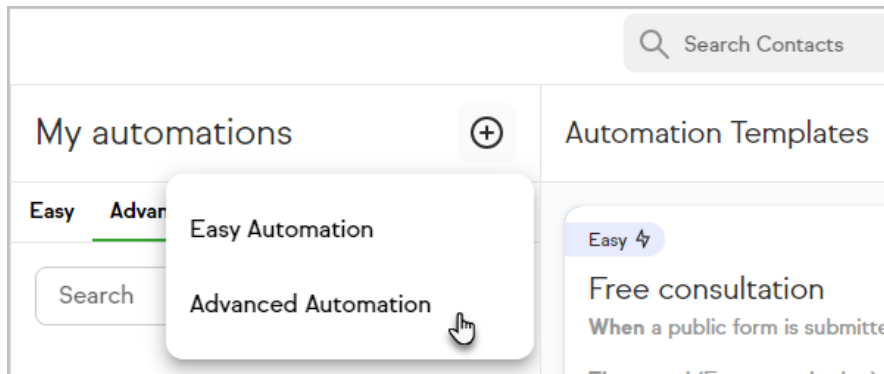 Search Contacts
My automations
Automation Templates
Easy
Easy Automation
Advanced Automation
Search
Easy
Free consultation
When a public form is